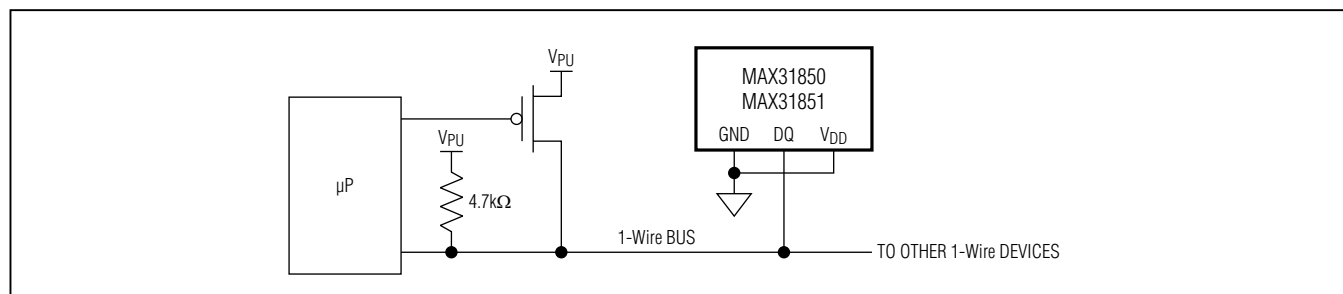 VPU
MAX31850
MAX31851
GND DQ VDD
VPU
µP
4.7kΩ
1-Wire BUS
TO OTHER 1-Wire DEVICES